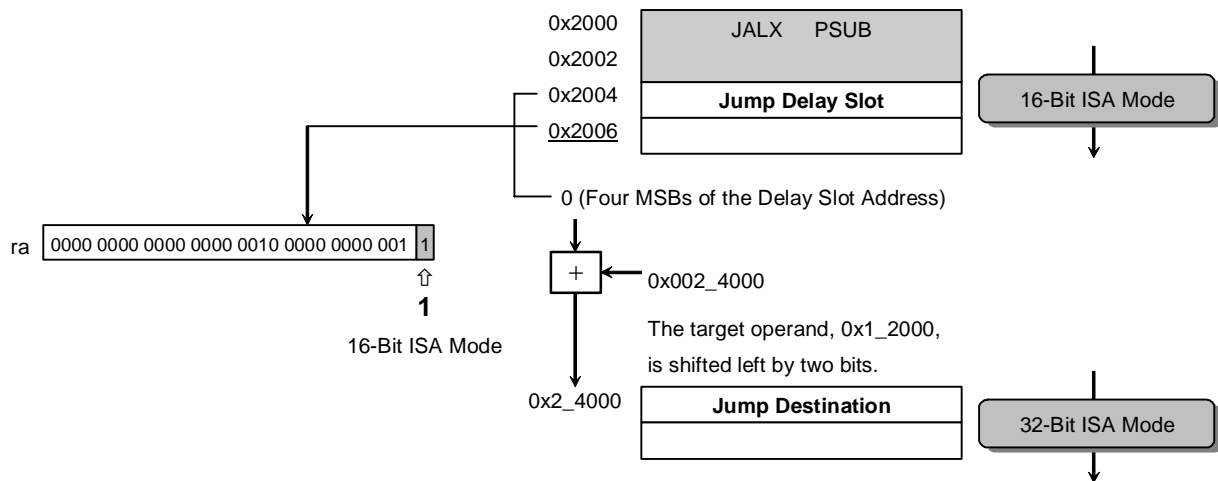 0x2000
JALX PSUB
0x2002
0x2004
Jump Delay Slot
16-Bit ISA Mode
0x2006
0 (Four MSBs of the Delay Slot Address)
ra
0000 0000 0000 0000 0010 0000 0000 001
1
+
0x002_4000
⇧
1
16-Bit ISA Mode
The target operand, 0x1_2000,
is shifted left by two bits.
0x2_4000
Jump Destination
32-Bit ISA Mode